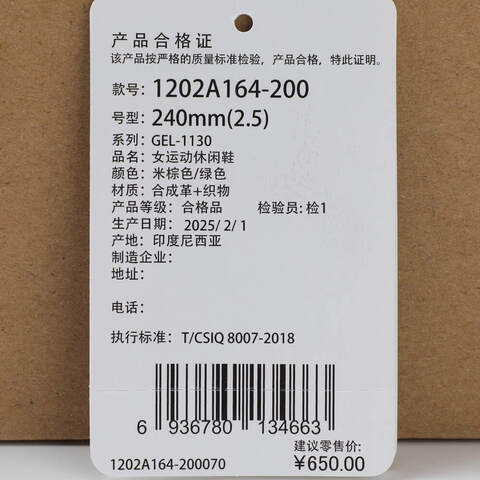 产品合格证
该产品按严格的质量标准检验，产品合格，特此证明。
款号：1202A164-200
号型：240mm(2.5)
系列：GEL-1130
品名：女运动休闲鞋
颜色：米棕色/绿色
材质：合成革+织物
产品等级：合格品 检验员：检1
生产日期：2025/2/1
产地：印度尼西亚
制造企业：
地址：
电话：
执行标准：T/CSIQ 8007-2018
6 936780 134663
建议零售价：
1202A164-200070 ¥650.00